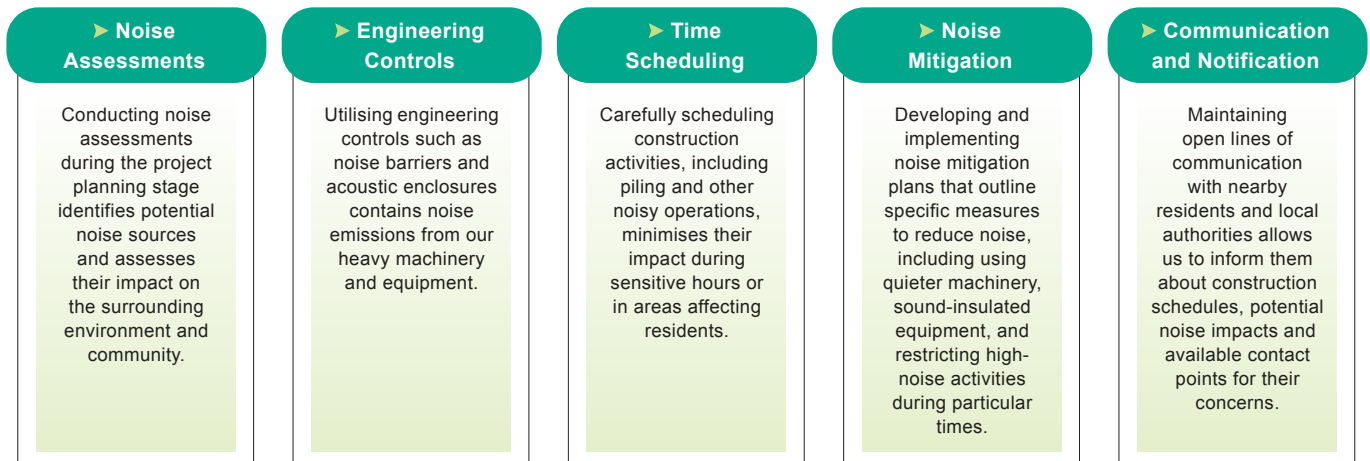 ➤ Noise
Assessments
Conducting noise
assessments
during the project
planning stage
identifies potential
noise sources
and assesses
their impact on
the surrounding
environment and
community.
➤ Engineering
Controls
Utilising engineering
controls such as
noise barriers and
acoustic enclosures
contains noise
emissions from our
heavy machinery
and equipment.
➤ Time
Scheduling
Carefully scheduling
construction
activities, including
piling and other
noisy operations,
minimises their
impact during
sensitive hours or
in areas affecting
residents.
➤ Noise
Mitigation
Developing and
implementing
noise mitigation
plans that outline
specific measures
to reduce noise,
including using
quieter machinery,
sound-insulated
equipment, and
restricting high-
noise activities
during particular
times.
➤ Communication
and Notification
Maintaining
open lines of
communication
with nearby
residents and local
authorities allows
us to inform them
about construction
schedules, potential
noise impacts and
available contact
points for their
concerns.